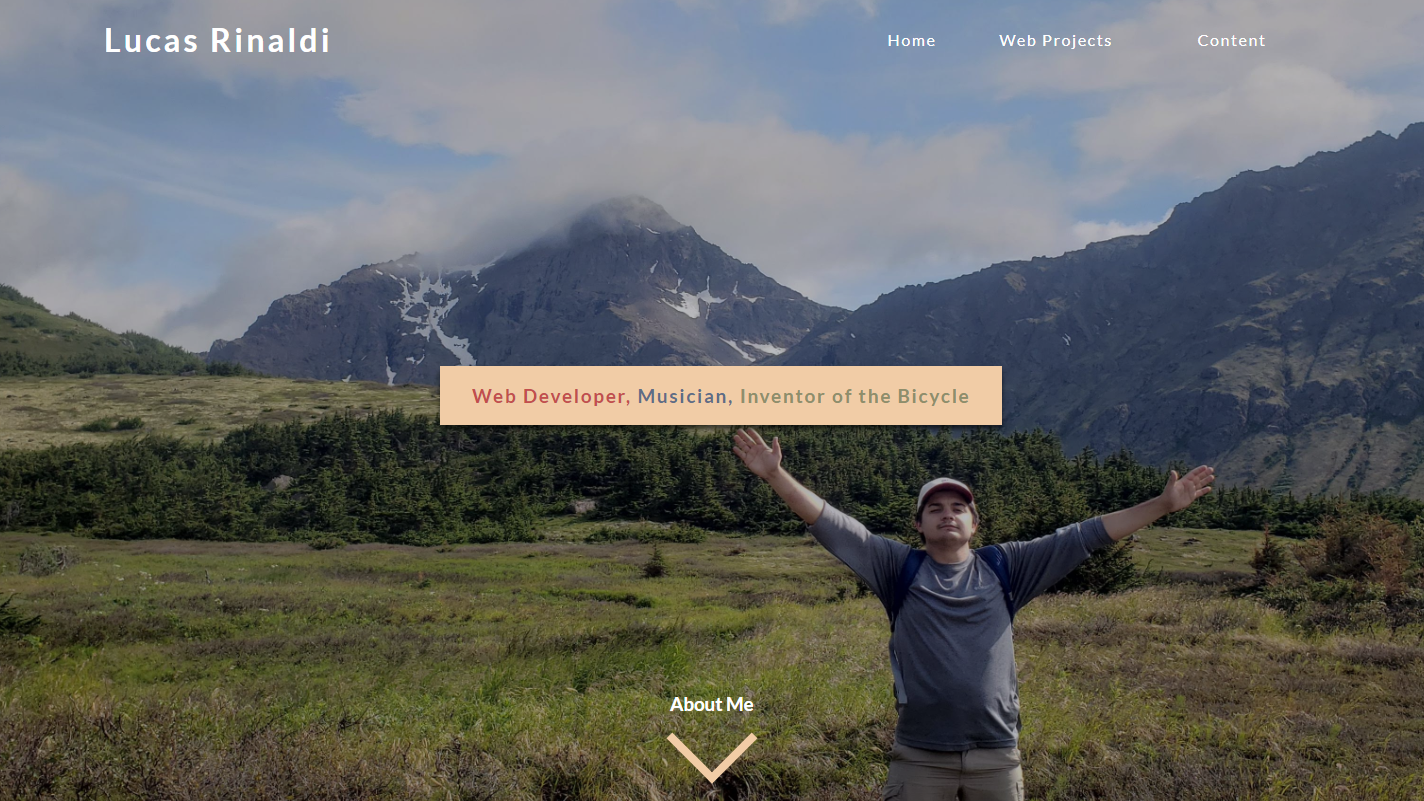 Lucas Rinaldi
Home Web Projects Content
Web Developer, Musician, Inventor of the Bicycle
About Me